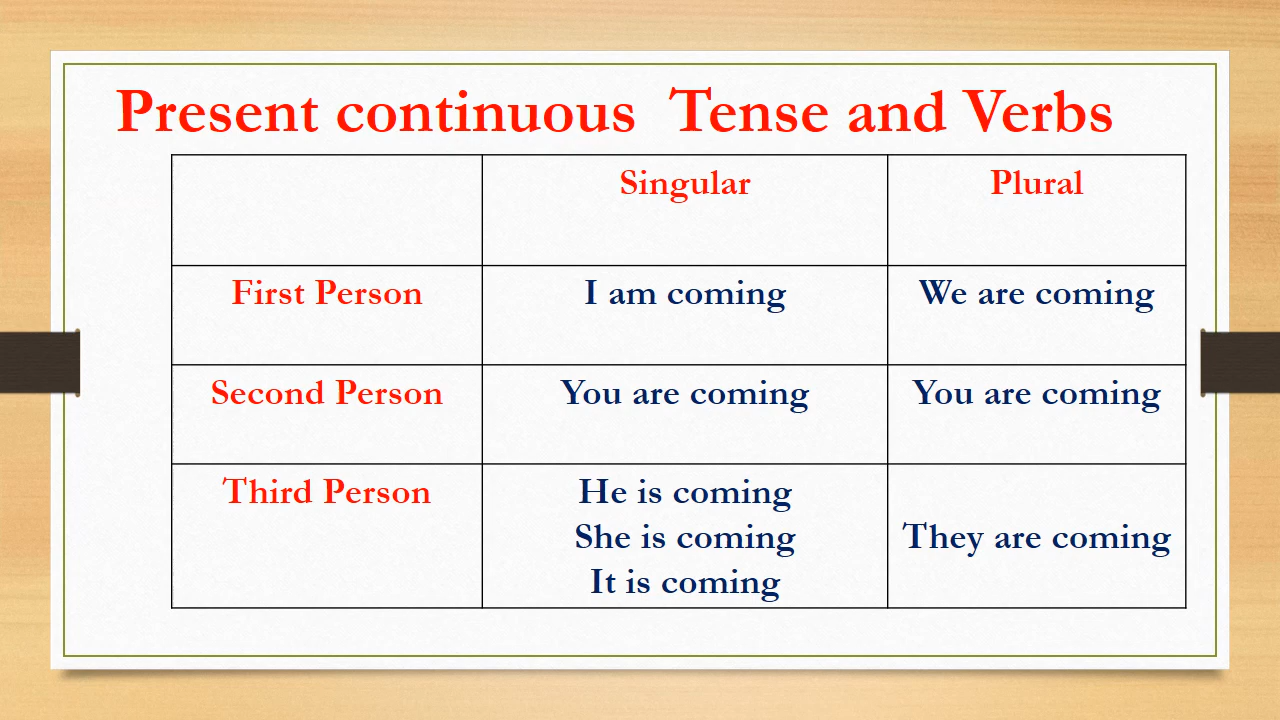 Present continuous  Tense and Verbs
Singular
Plural
First Person
I am coming
We are coming
Second Person
You are coming
You are coming
Third Person
He is coming
She is coming
It is coming
They are coming